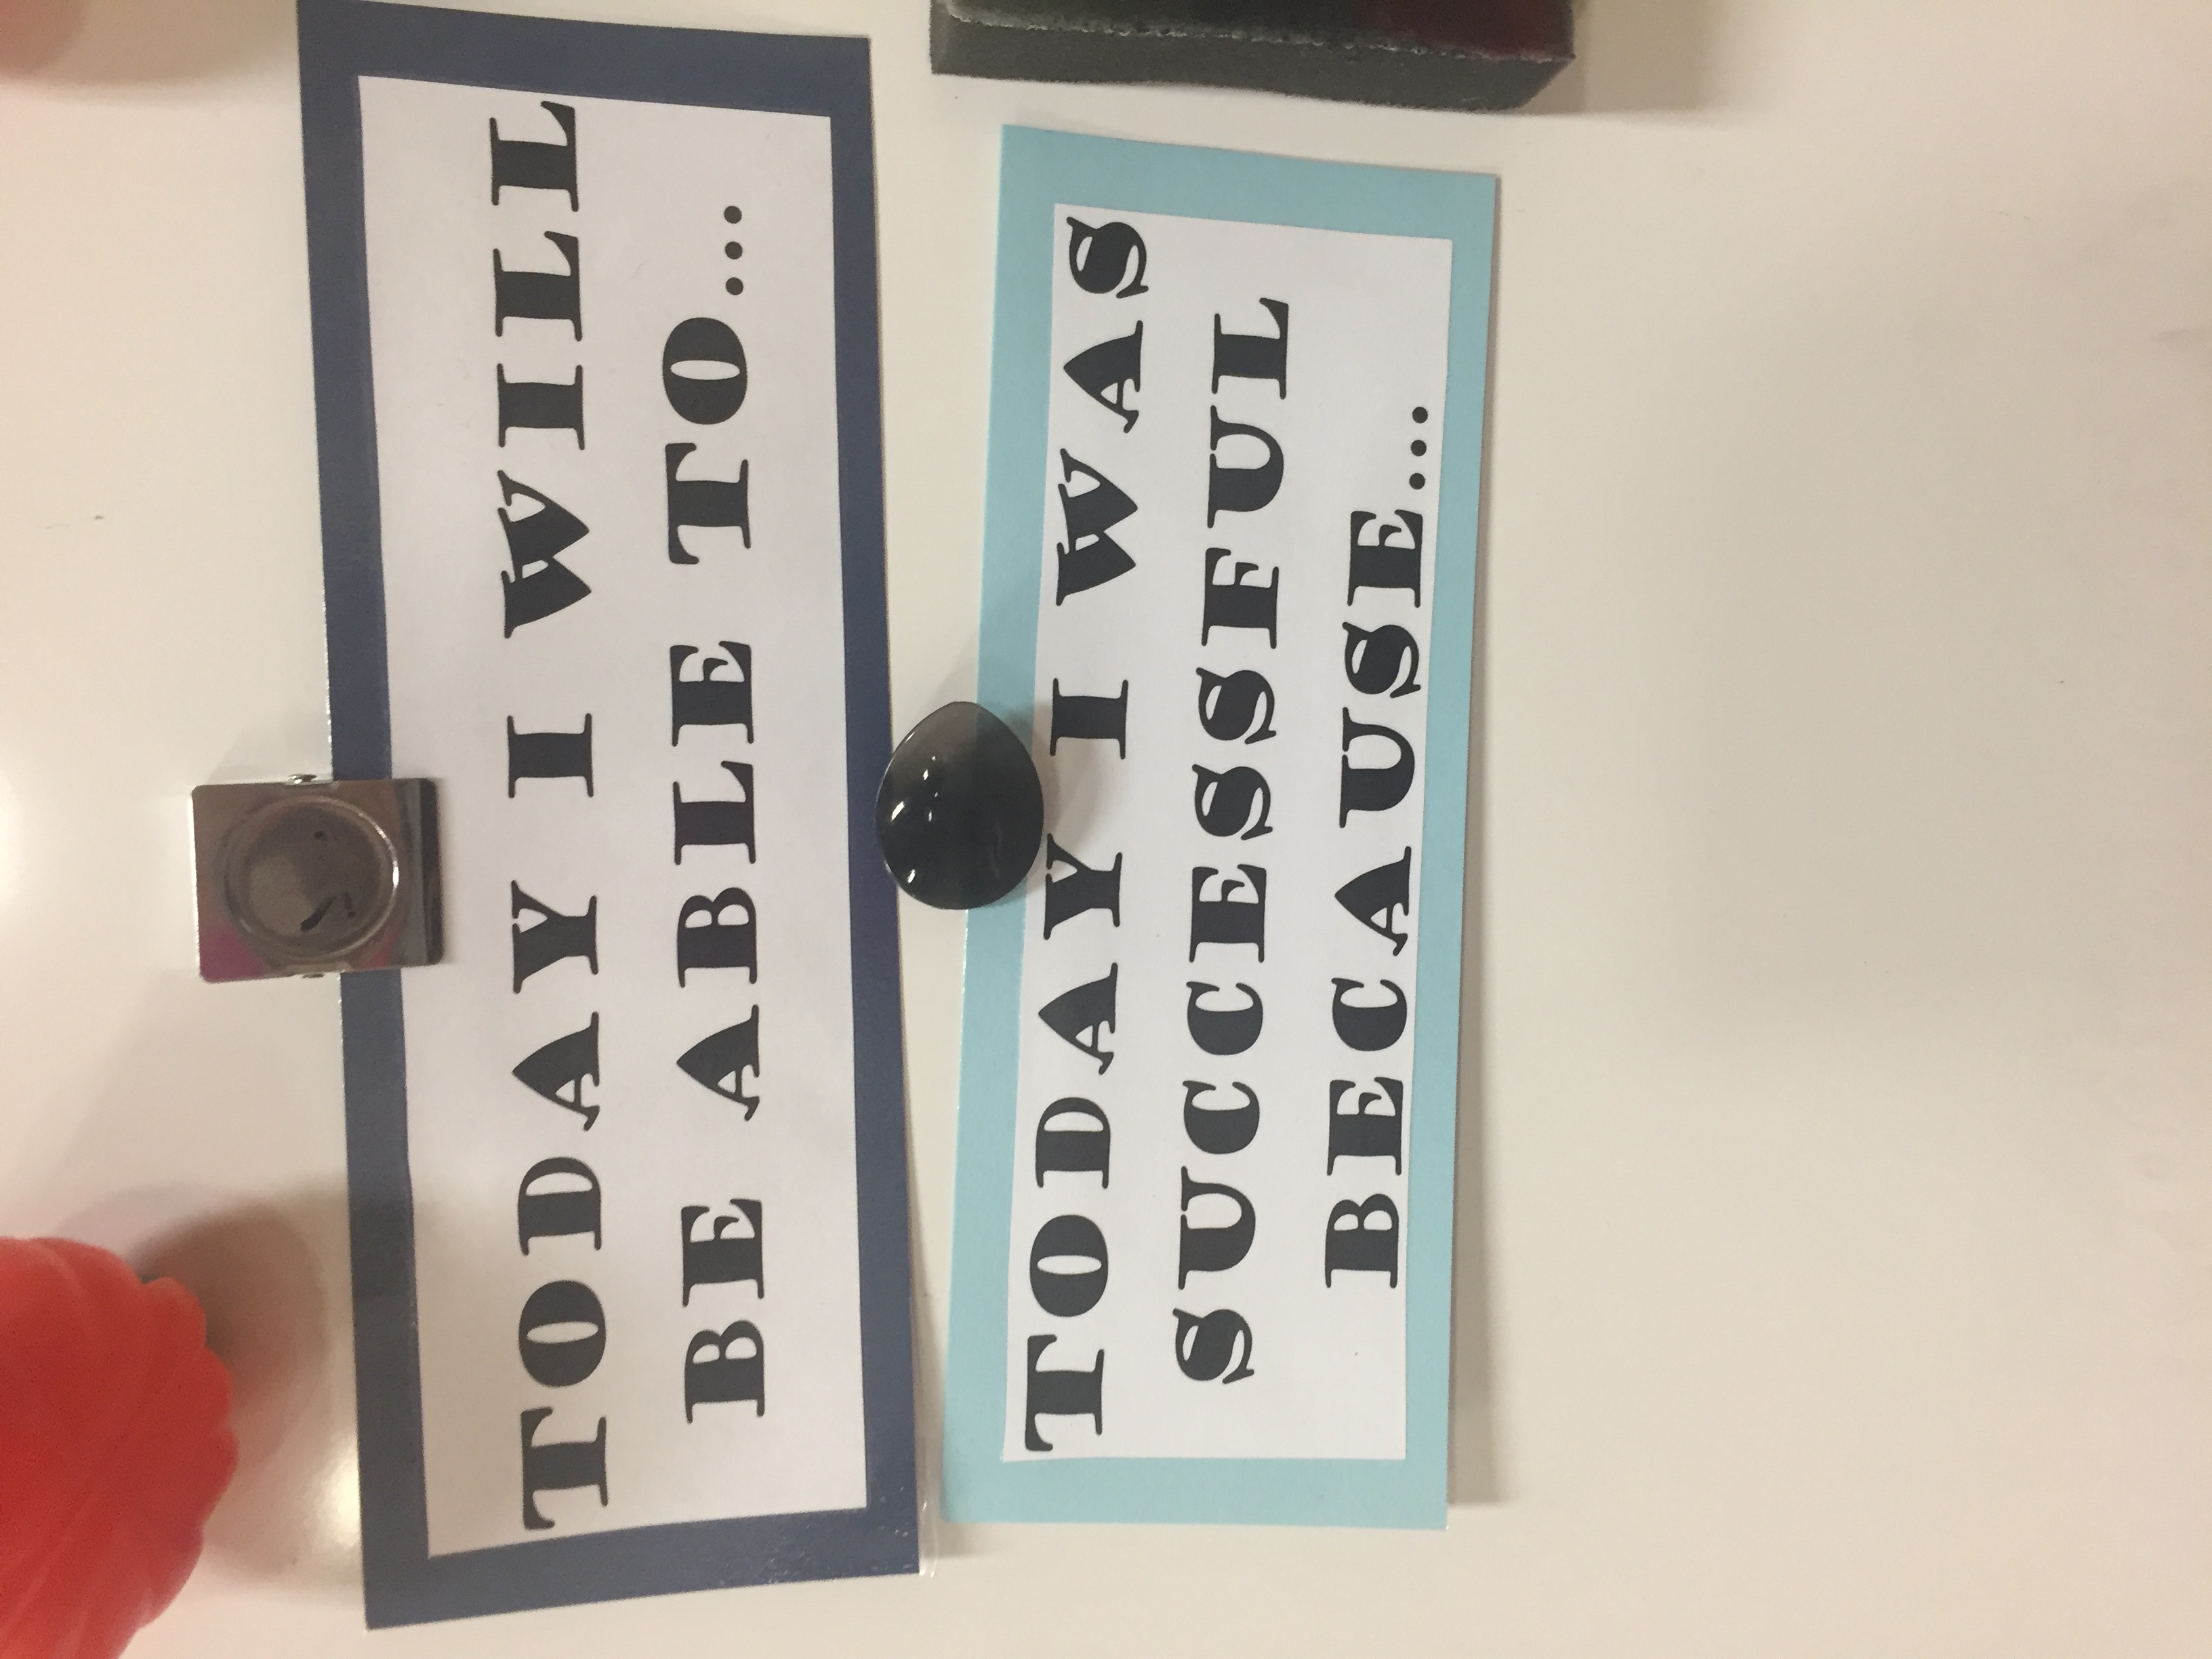 TODAY I WILL
BE ABLE TO...
TODAY I WAS
SUCCESSFUL
BECAUSE...